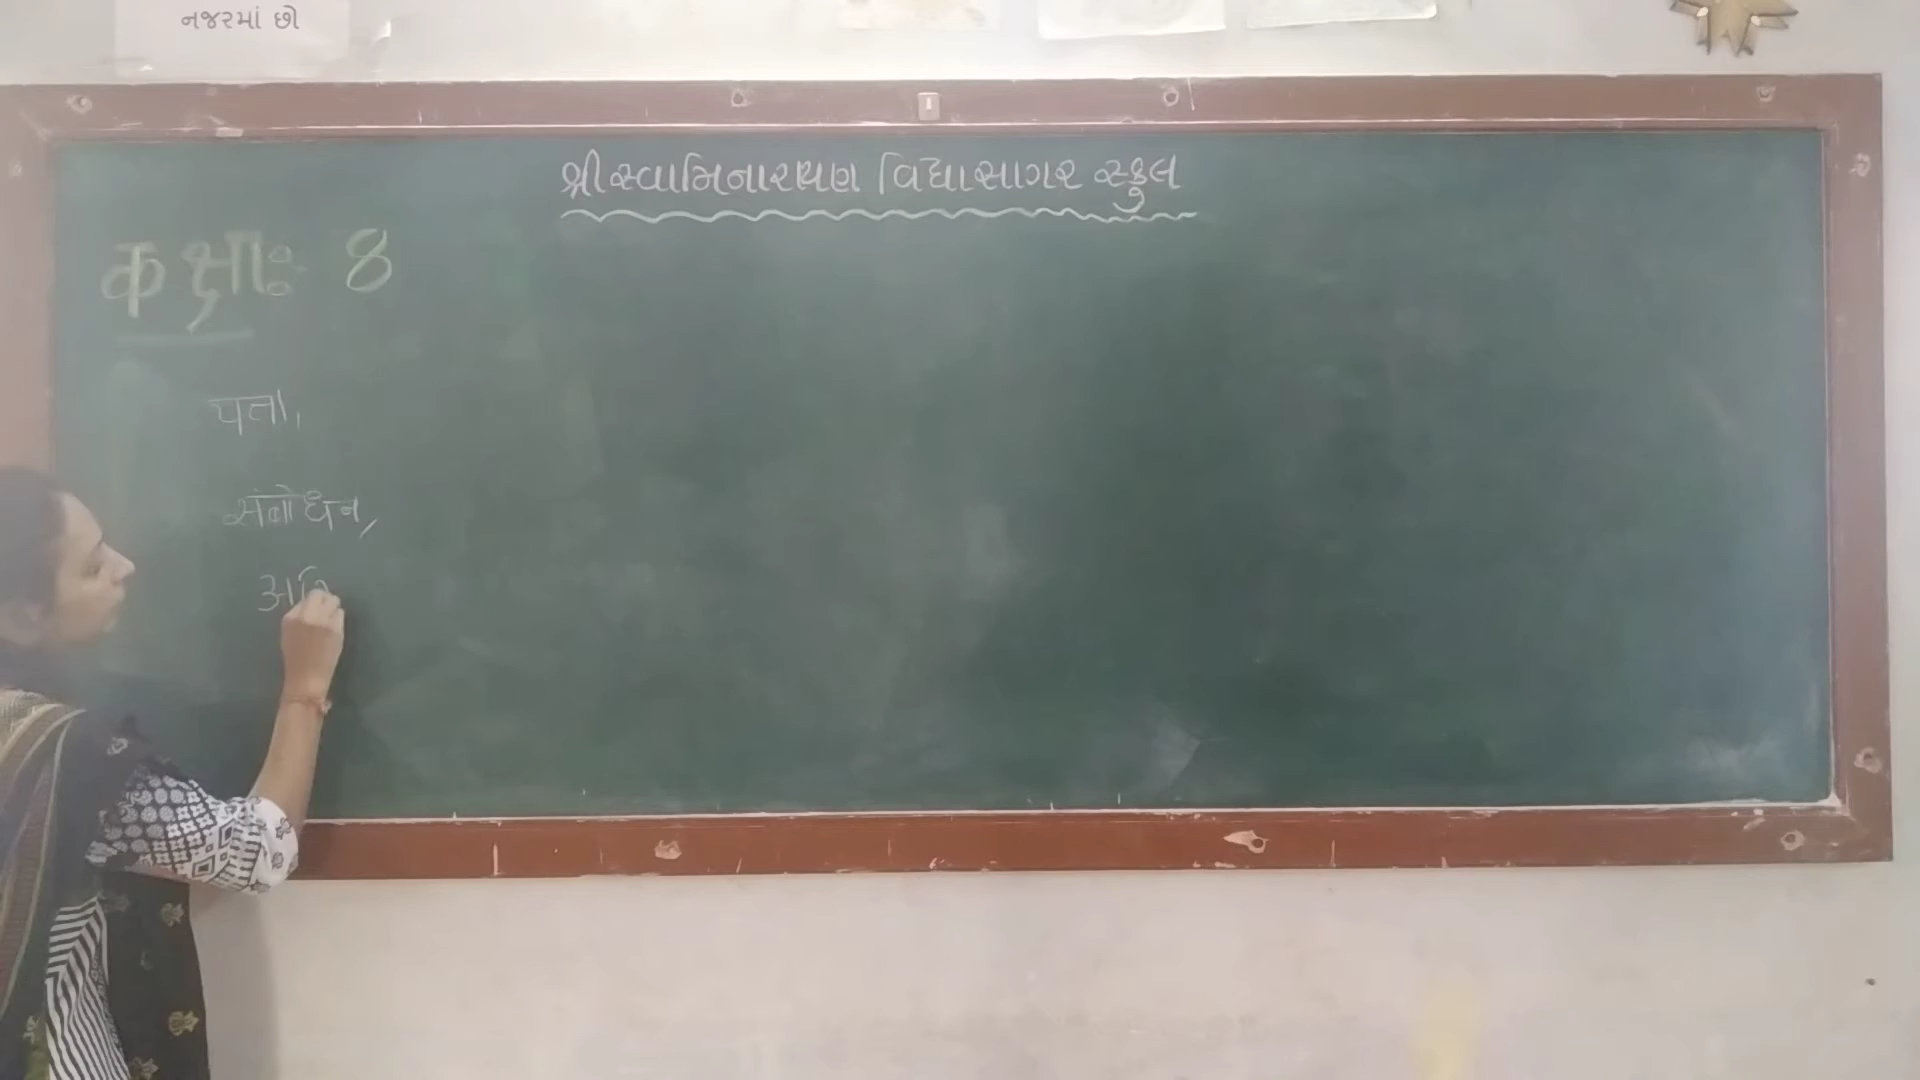 નજરમાં છો
શ્રી સ્વામિનારાયણ વિદ્યાસાગર સ્કુલ
कक्षाः 8
पता,
संबोधन,